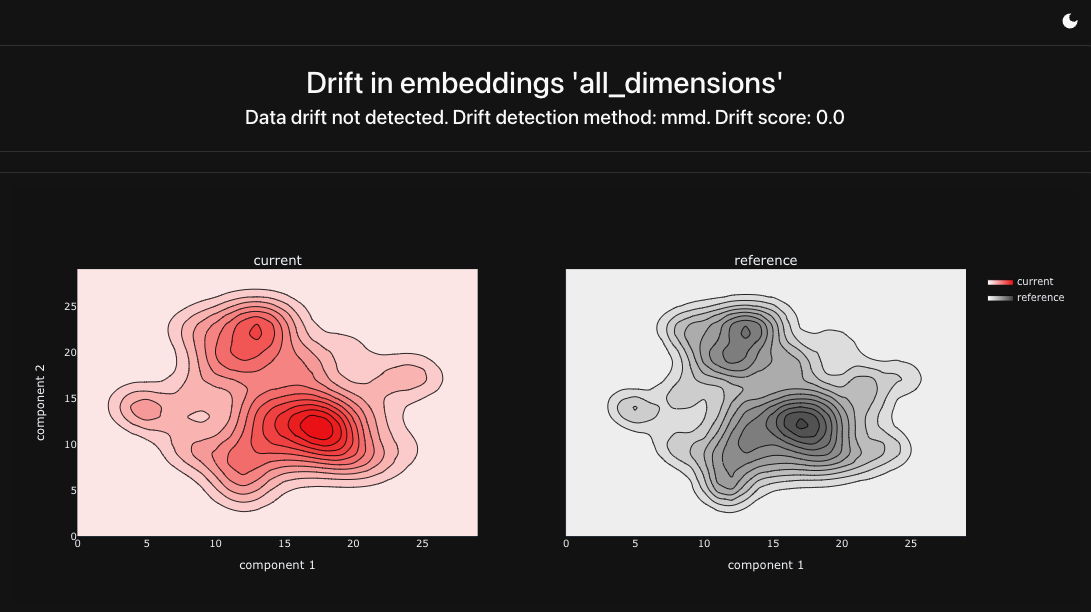 Drift in embeddings 'all_dimensions'
Data drift not detected. Drift detection method: mmd. Drift score: 0.0
current
reference
current
reference
25
20
15
10
5
0
component 2
0 5 10 15 20 25
0 5 10 15 20 25
component 1
component 1